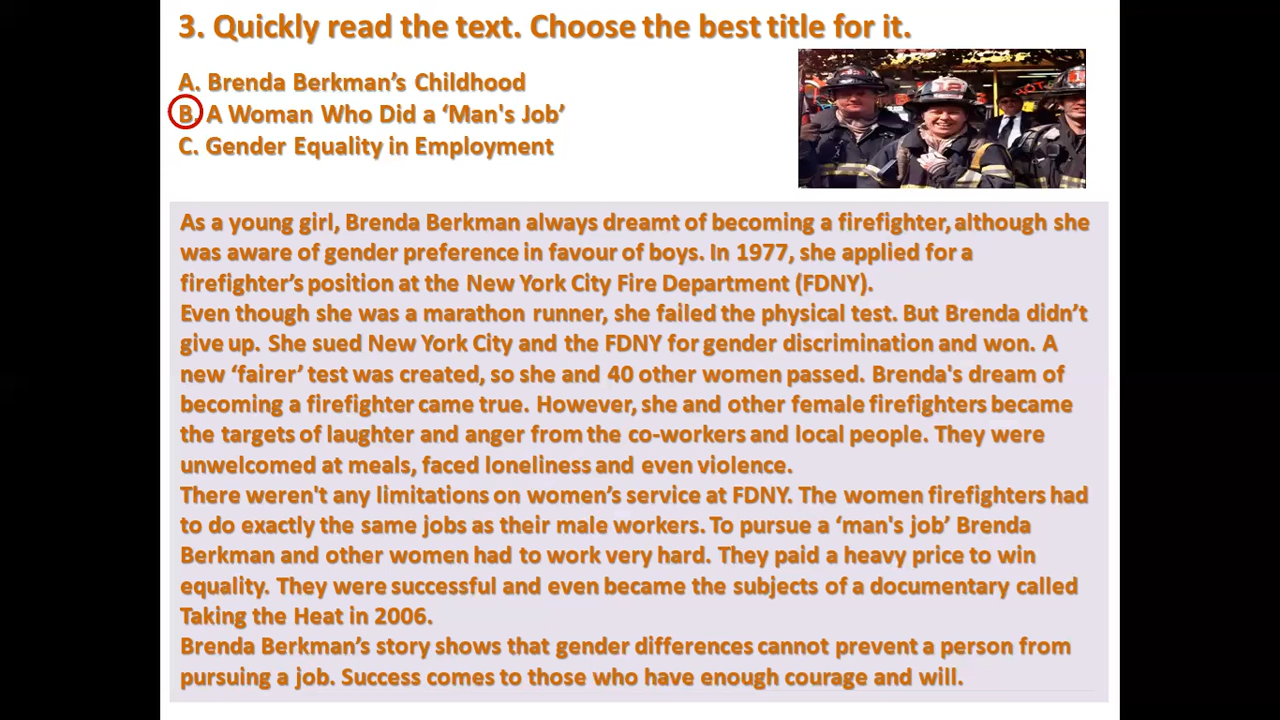 3. Quickly read the text. Choose the best title for it.
A. Brenda Berkman's Childhood
B. A Woman Who Did a ‘Man's Job’
C. Gender Equality in Employment
12
As a young girl, Brenda Berkman always dreamt of becoming a firefighter, although she
was aware of gender preference in favour of boys. In 1977, she applied for a
firefighter’s position at the New York City Fire Department (FDNY).
Even though she was a marathon runner, she failed the physical test. But Brenda didn’t
give up. She sued New York City and the FDNY for gender discrimination and won. A
new ‘fairer’ test was created, so she and 40 other women passed. Brenda's dream of
becoming a firefighter came true. However, she and other female firefighters became
the targets of laughter and anger from the co-workers and local people. They were
unwelcomed at meals, faced loneliness and even violence.
There weren't any limitations on women’s service at FDNY. The women firefighters had
to do exactly the same jobs as their male workers. To pursue a ‘man's job’ Brenda
Berkman and other women had to work very hard. They paid a heavy price to win
equality. They were successful and even became the subjects of a documentary called
Taking the Heat in 2006.
Brenda Berkman’s story shows that gender differences cannot prevent a person from
pursuing a job. Success comes to those who have enough courage and will.